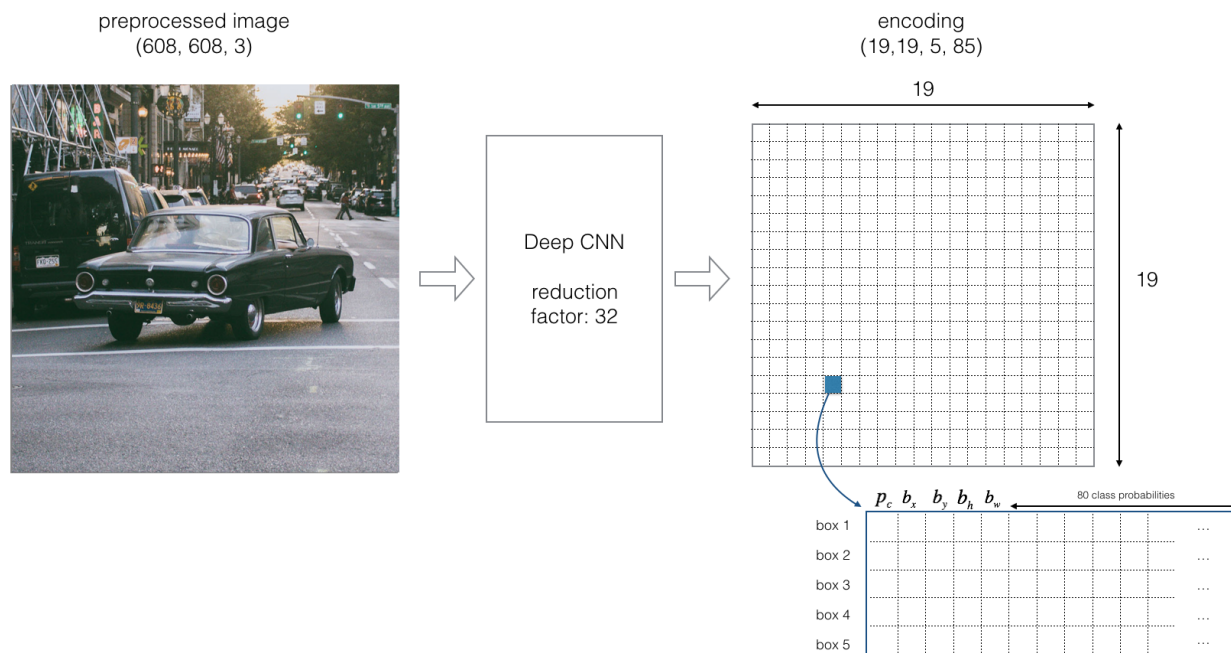 preprocessed image
(608, 608, 3)
encoding
(19,19, 5, 85)
19
Deep CNN
reduction
factor: 32
19
p_c b_x b_y b_h b_w
80 class probabilities
box 1
...
box 2
...
box 3
...
box 4
...
box 5
...